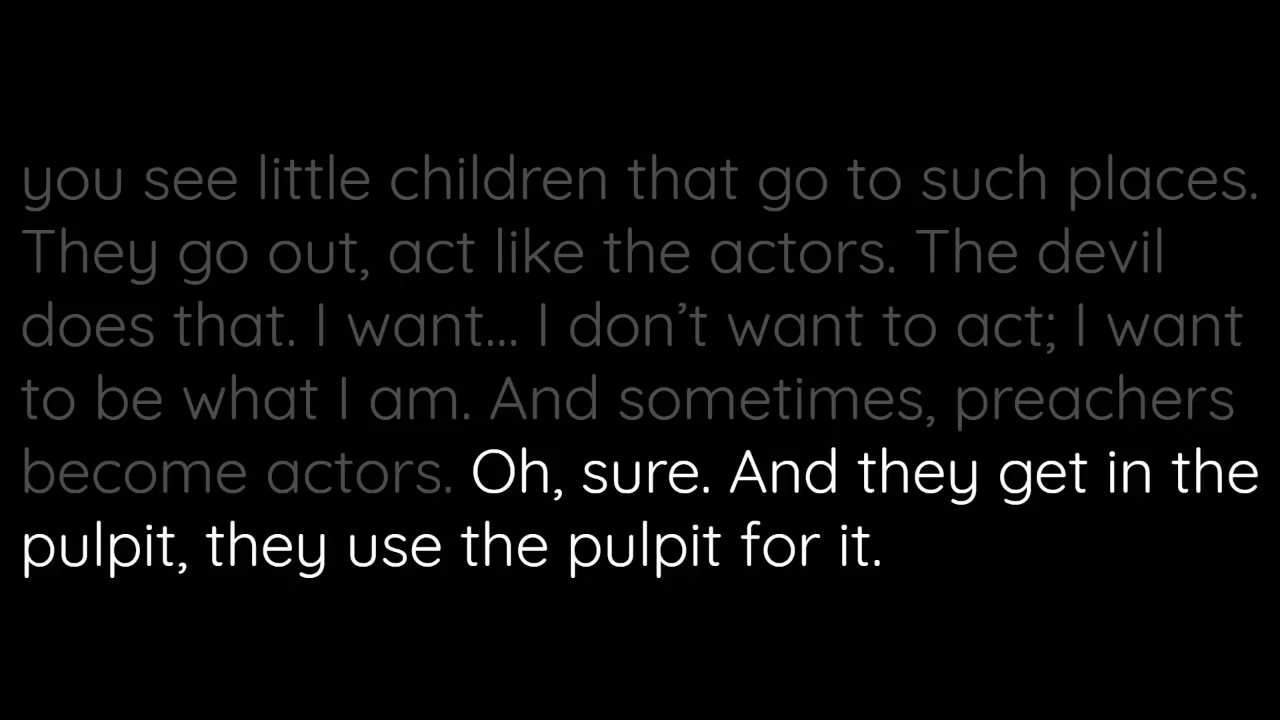 you see little children that go to such places.
They go out, act like the actors. The devil
does that. I want... I don’t want to act; I want
to be what I am. And sometimes, preachers
become actors. Oh, sure. And they get in the
pulpit, they use the pulpit for it.